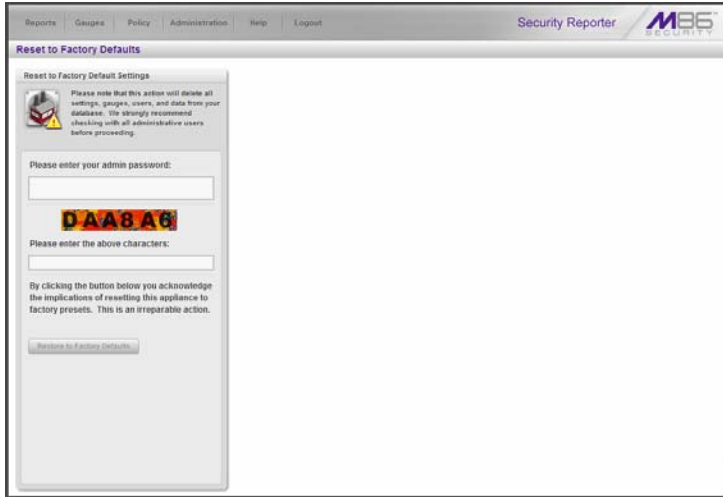 Reports Gauges Policy Administration Help Logout
Security Reporter
M86
SECURITY
Reset to Factory Defaults
Reset to Factory Default Settings
Please note that this action will delete all
settings, gauges, users, and data from your
database. We strongly recommend
checking with all administrative users
before proceeding.
Please enter your admin password:
DAA8A6
Please enter the above characters:
By clicking the button below you acknowledge
the implications of resetting this appliance to
factory presets. This is an irreparable action.
Restore to Factory Defaults